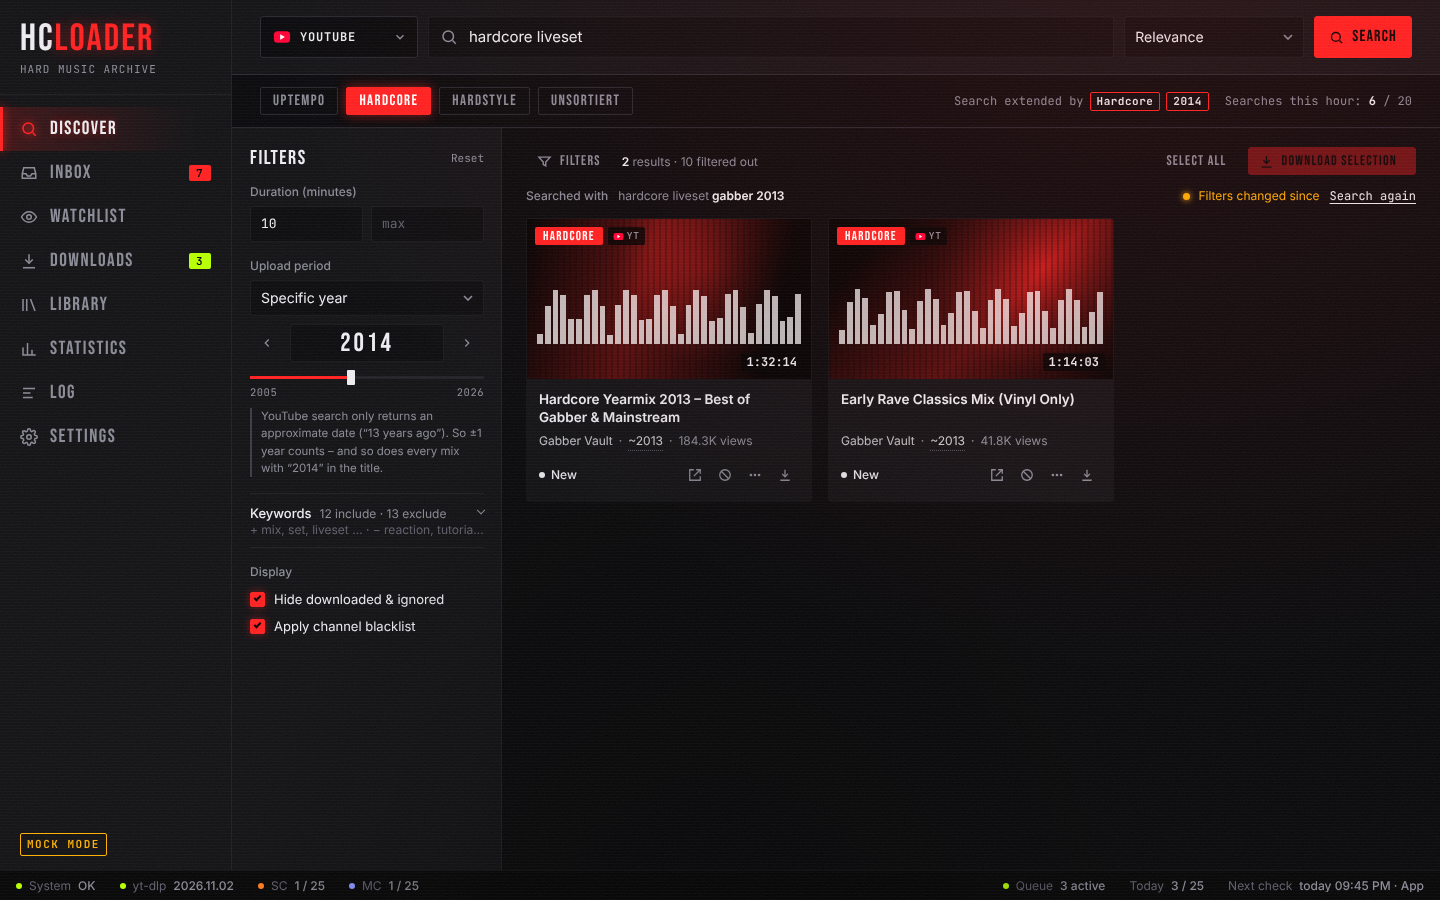 HCLOADER
HARD MUSIC ARCHIVE
DISCOVER
INBOX 7
WATCHLIST
DOWNLOADS 3
LIBRARY
STATISTICS
LOG
SETTINGS
MOCK MODE
YOUTUBE
hardcore liveset
Relevance
SEARCH
UPTEMPO HARDCORE HARDSTYLE UNSORTIERT
Search extended by Hardcore 2014 Searches this hour: 6 / 20
FILTERS Reset
Duration (minutes)
10 max
Upload period
Specific year
2014
2005 2026
YouTube search only returns an
approximate date (“13 years ago”). So ±1
year counts – and so does every mix
with “2014” in the title.
Keywords 12 include · 13 exclude
+ mix, set, liveset ... · – reaction, tutoria...
Display
Hide downloaded & ignored
Apply channel blacklist
FILTERS 2 results · 10 filtered out
SELECT ALL DOWNLOAD SELECTION
Searched with hardcore liveset gabber 2013
Filters changed since Search again
HARDCORE YT
1:32:14
Hardcore Yearmix 2013 – Best of
Gabber & Mainstream
Gabber Vault · ~2013 · 184.3K views
New
HARDCORE YT
1:14:03
Early Rave Classics Mix (Vinyl Only)
Gabber Vault · ~2013 · 41.8K views
New
System OK yt-dlp 2026.11.02 SC 1 / 25 MC 1 / 25
Queue 3 active Today 3 / 25 Next check today 09:45 PM · App